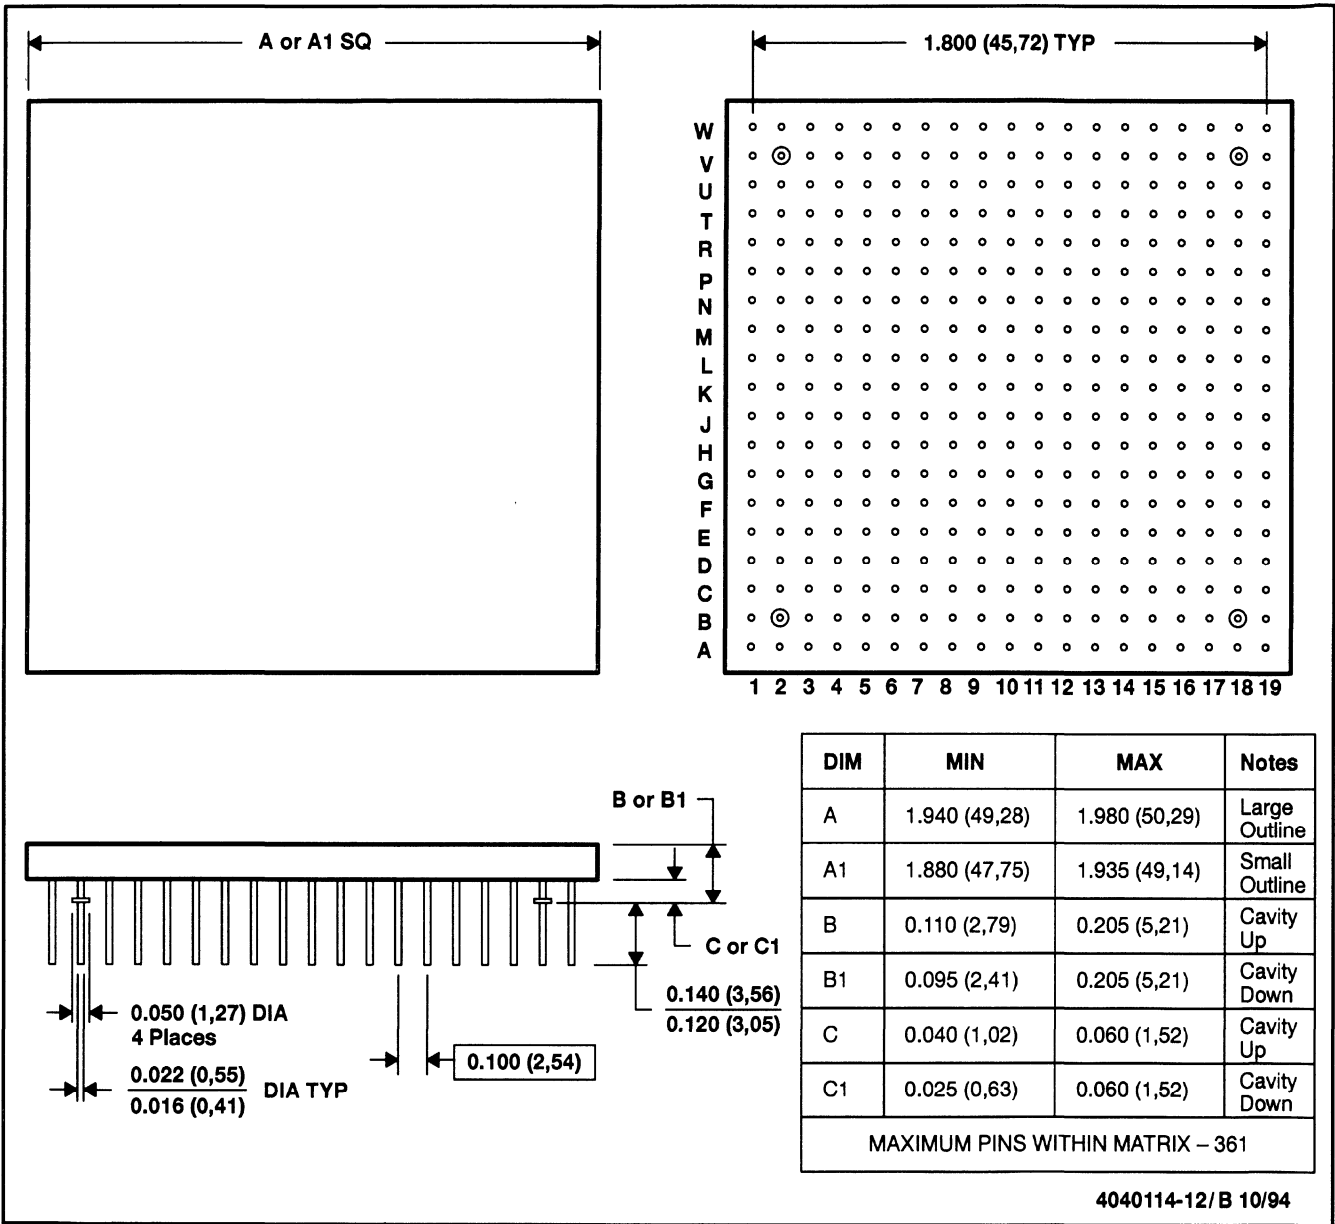 A or A1 SQ
1.800 (45,72) TYP
W
V
U
T
R
P
N
M
L
K
J
H
G
F
E
D
C
B
A
1 2 3 4 5 6 7 8 9 10 11 12 13 14 15 16 17 18 19
B or B1
C or C1
0.140 (3,56)
0.120 (3,05)
0.050 (1,27) DIA
4 Places
0.022 (0,55)
0.016 (0,41)
DIA TYP
0.100 (2,54)
DIM MIN MAX Notes
A 1.940 (49,28) 1.980 (50,29) Large Outline
A1 1.880 (47,75) 1.935 (49,14) Small Outline
B 0.110 (2,79) 0.205 (5,21) Cavity Up
B1 0.095 (2,41) 0.205 (5,21) Cavity Down
C 0.040 (1,02) 0.060 (1,52) Cavity Up
C1 0.025 (0,63) 0.060 (1,52) Cavity Down
MAXIMUM PINS WITHIN MATRIX – 361
4040114-12/ B 10/94